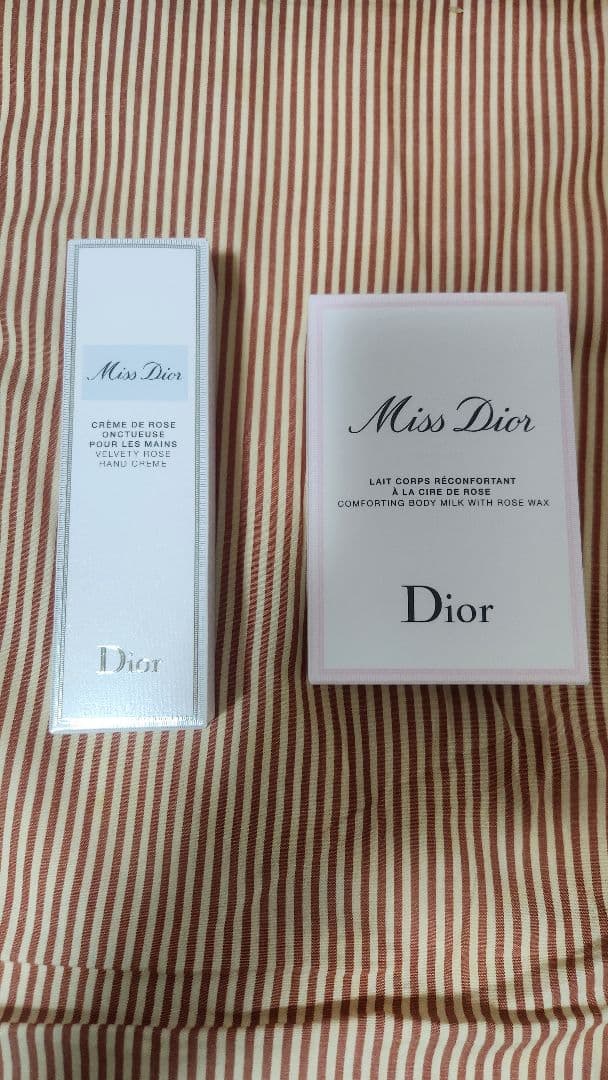 Miss Dior
CRÈME DE ROSE
ONCTUEUSE
POUR LES MAINS
VELVETY ROSE
HAND CREME
Dior
Miss Dior
LAIT CORPS RÉCONFORTANT
À LA CIRE DE ROSE
COMFORTING BODY MILK WITH ROSE WAX
Dior